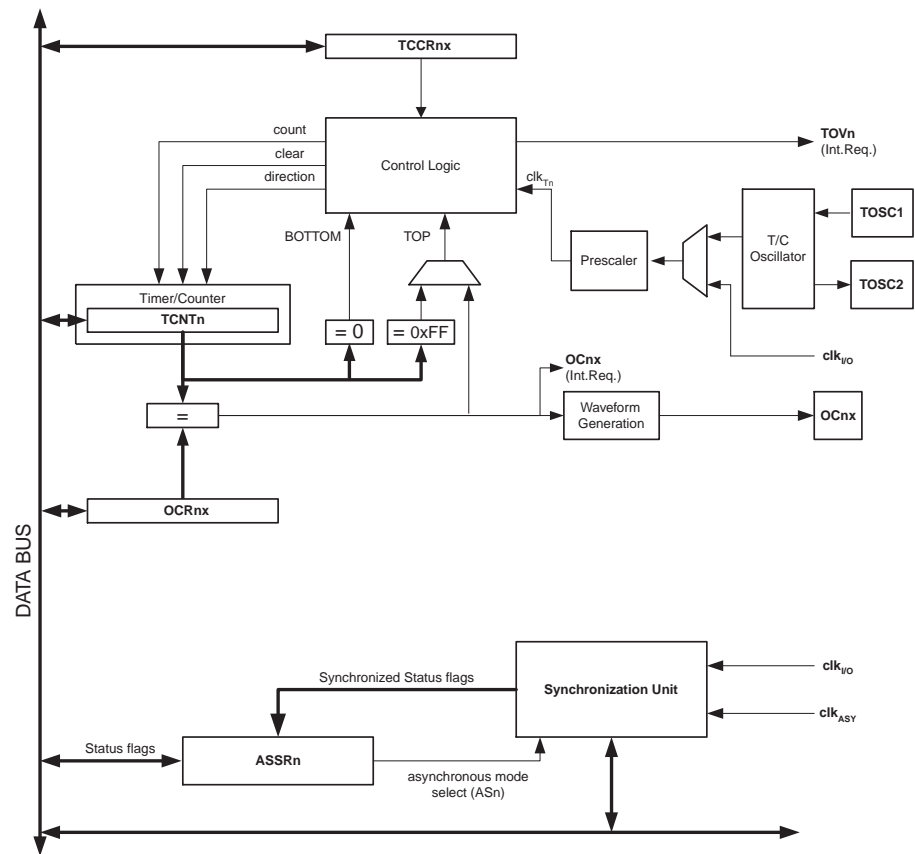 TCCRnx
count
clear
direction
Control Logic
TOVn
(Int.Req.)
clkTn
BOTTOM
TOP
TOSC1
T/C
Oscillator
Prescaler
TOSC2
Timer/Counter
TCNTn
= 0
= 0xFF
clkI/O
OCnx
(Int.Req.)
=
Waveform
Generation
OCnx
OCRnx
DATA BUS
clkI/O
Synchronized Status flags
Synchronization Unit
clkASY
Status flags
ASSRn
asynchronous mode
select (ASn)